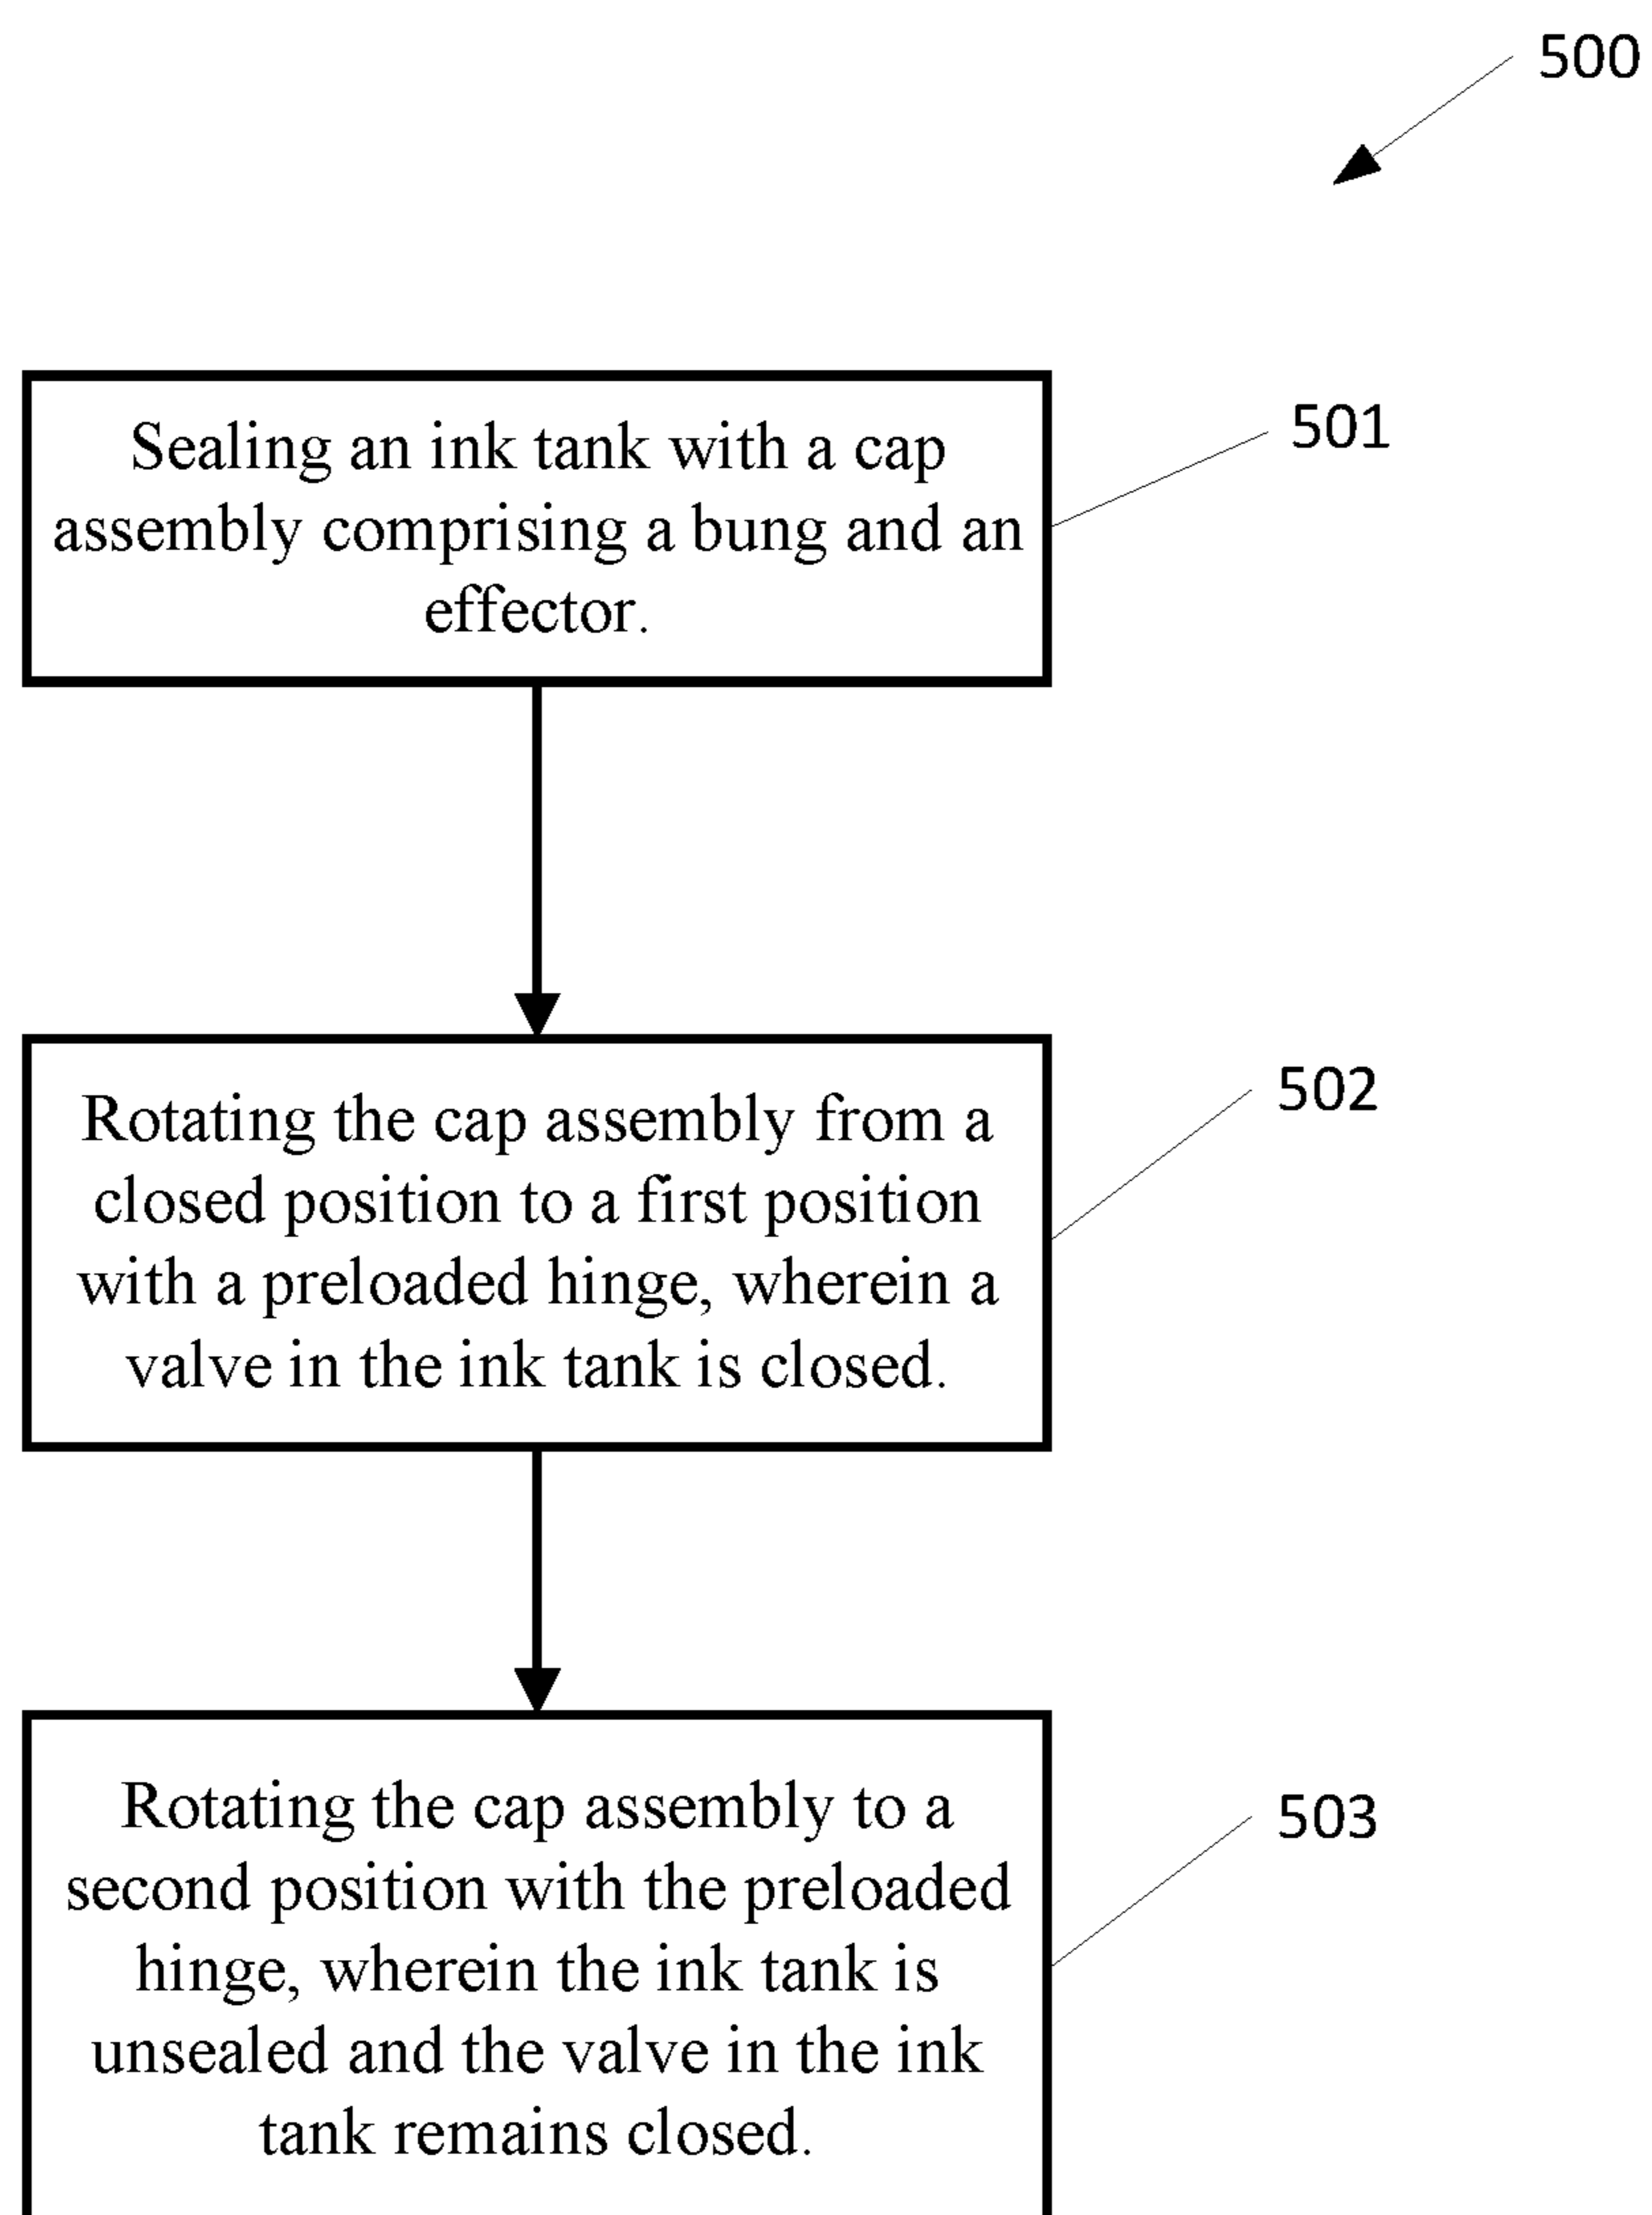 500
Sealing an ink tank with a cap
assembly comprising a bung and an
effector.
501
Rotating the cap assembly from a
closed position to a first position
with a preloaded hinge, wherein a
valve in the ink tank is closed.
502
Rotating the cap assembly to a
second position with the preloaded
hinge, wherein the ink tank is
unsealed and the valve in the ink
tank remains closed.
503